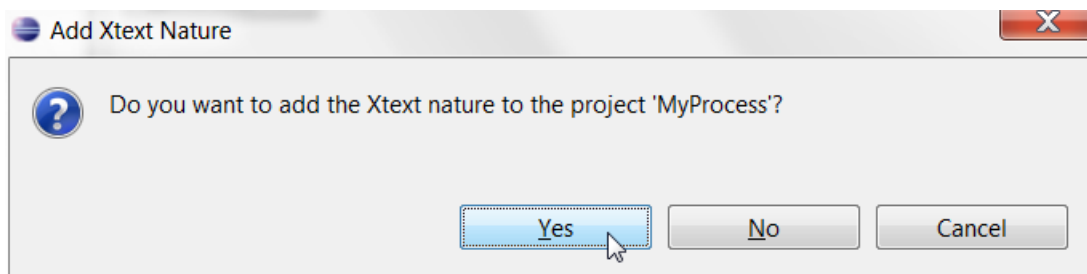 Add Xtext Nature
Do you want to add the Xtext nature to the project 'MyProcess'?
Yes No Cancel